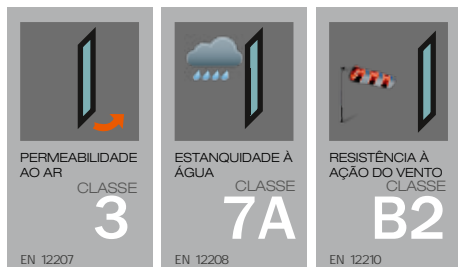 PERMEABILIDADE
AO AR
CLASSE
3
EN 12207
ESTANQUIDADE À
ÁGUA
CLASSE
7A
EN 12208
RESISTÊNCIA À
AÇÃO DO VENTO
CLASSE
B2
EN 12210